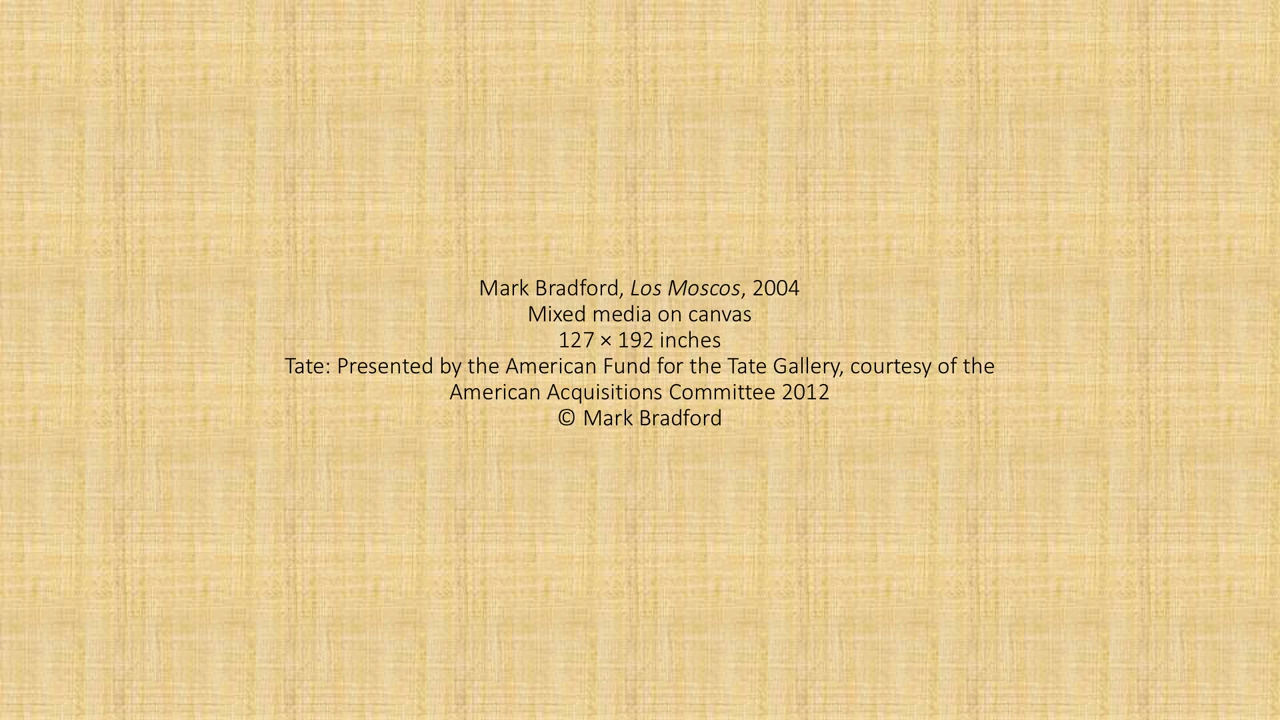 Mark Bradford, Los Moscos, 2004
Mixed media on canvas
127 × 192 inches
Tate: Presented by the American Fund for the Tate Gallery, courtesy of the
American Acquisitions Committee 2012
© Mark Bradford